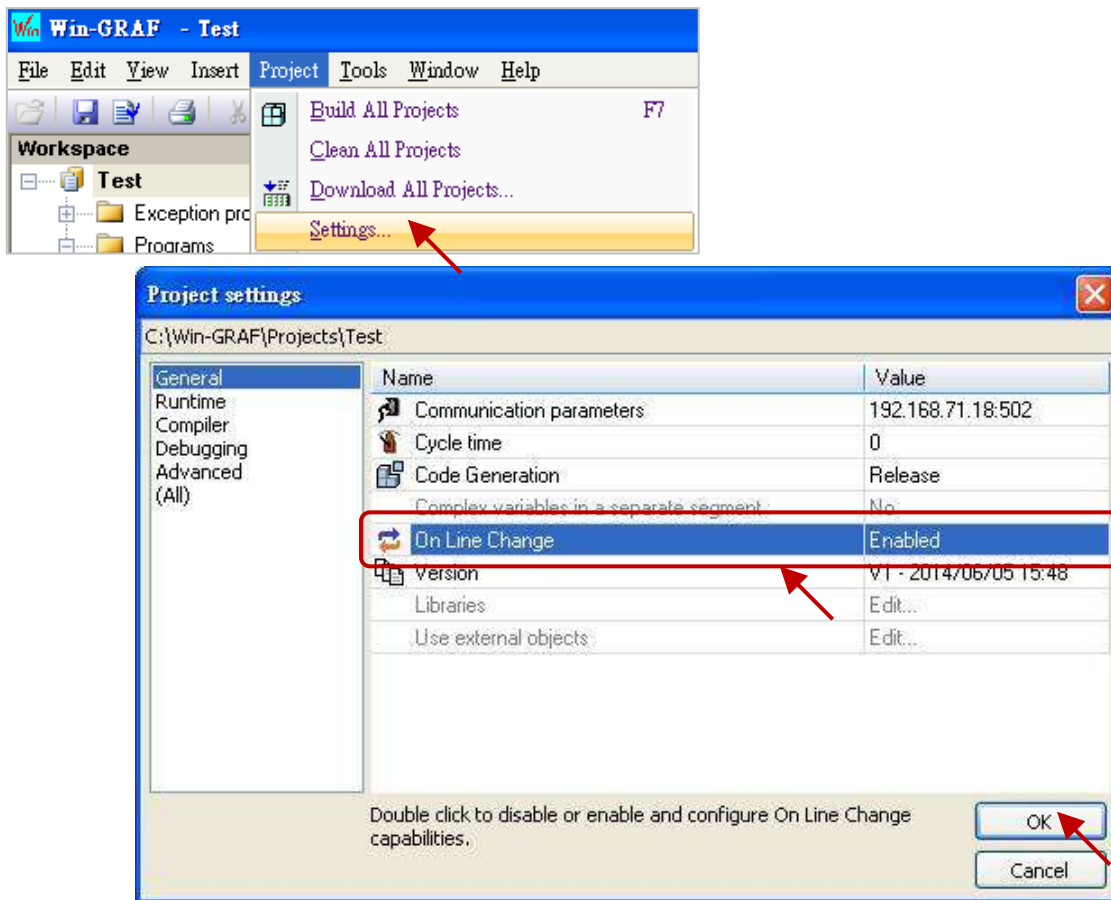 Win Win-GRAF - Test
File Edit View Insert Project Tools Window Help
Build All Projects F7
Workspace
Clean All Projects
Test
Download All Projects...
Exception pro
Settings...
Programs
Project settings
C:\Win-GRAF\Projects\Test
General
Runtime
Compiler
Debugging
Advanced
(All)
Name Value
Communication parameters 192.168.71.18:502
Cycle time 0
Code Generation Release
Complex variables in a separate segment No
On Line Change Enabled
Version V1 - 2014/06/05 15:48
Libraries Edit...
Use external objects Edit...
Double click to disable or enable and configure On Line Change
capabilities.
OK
Cancel